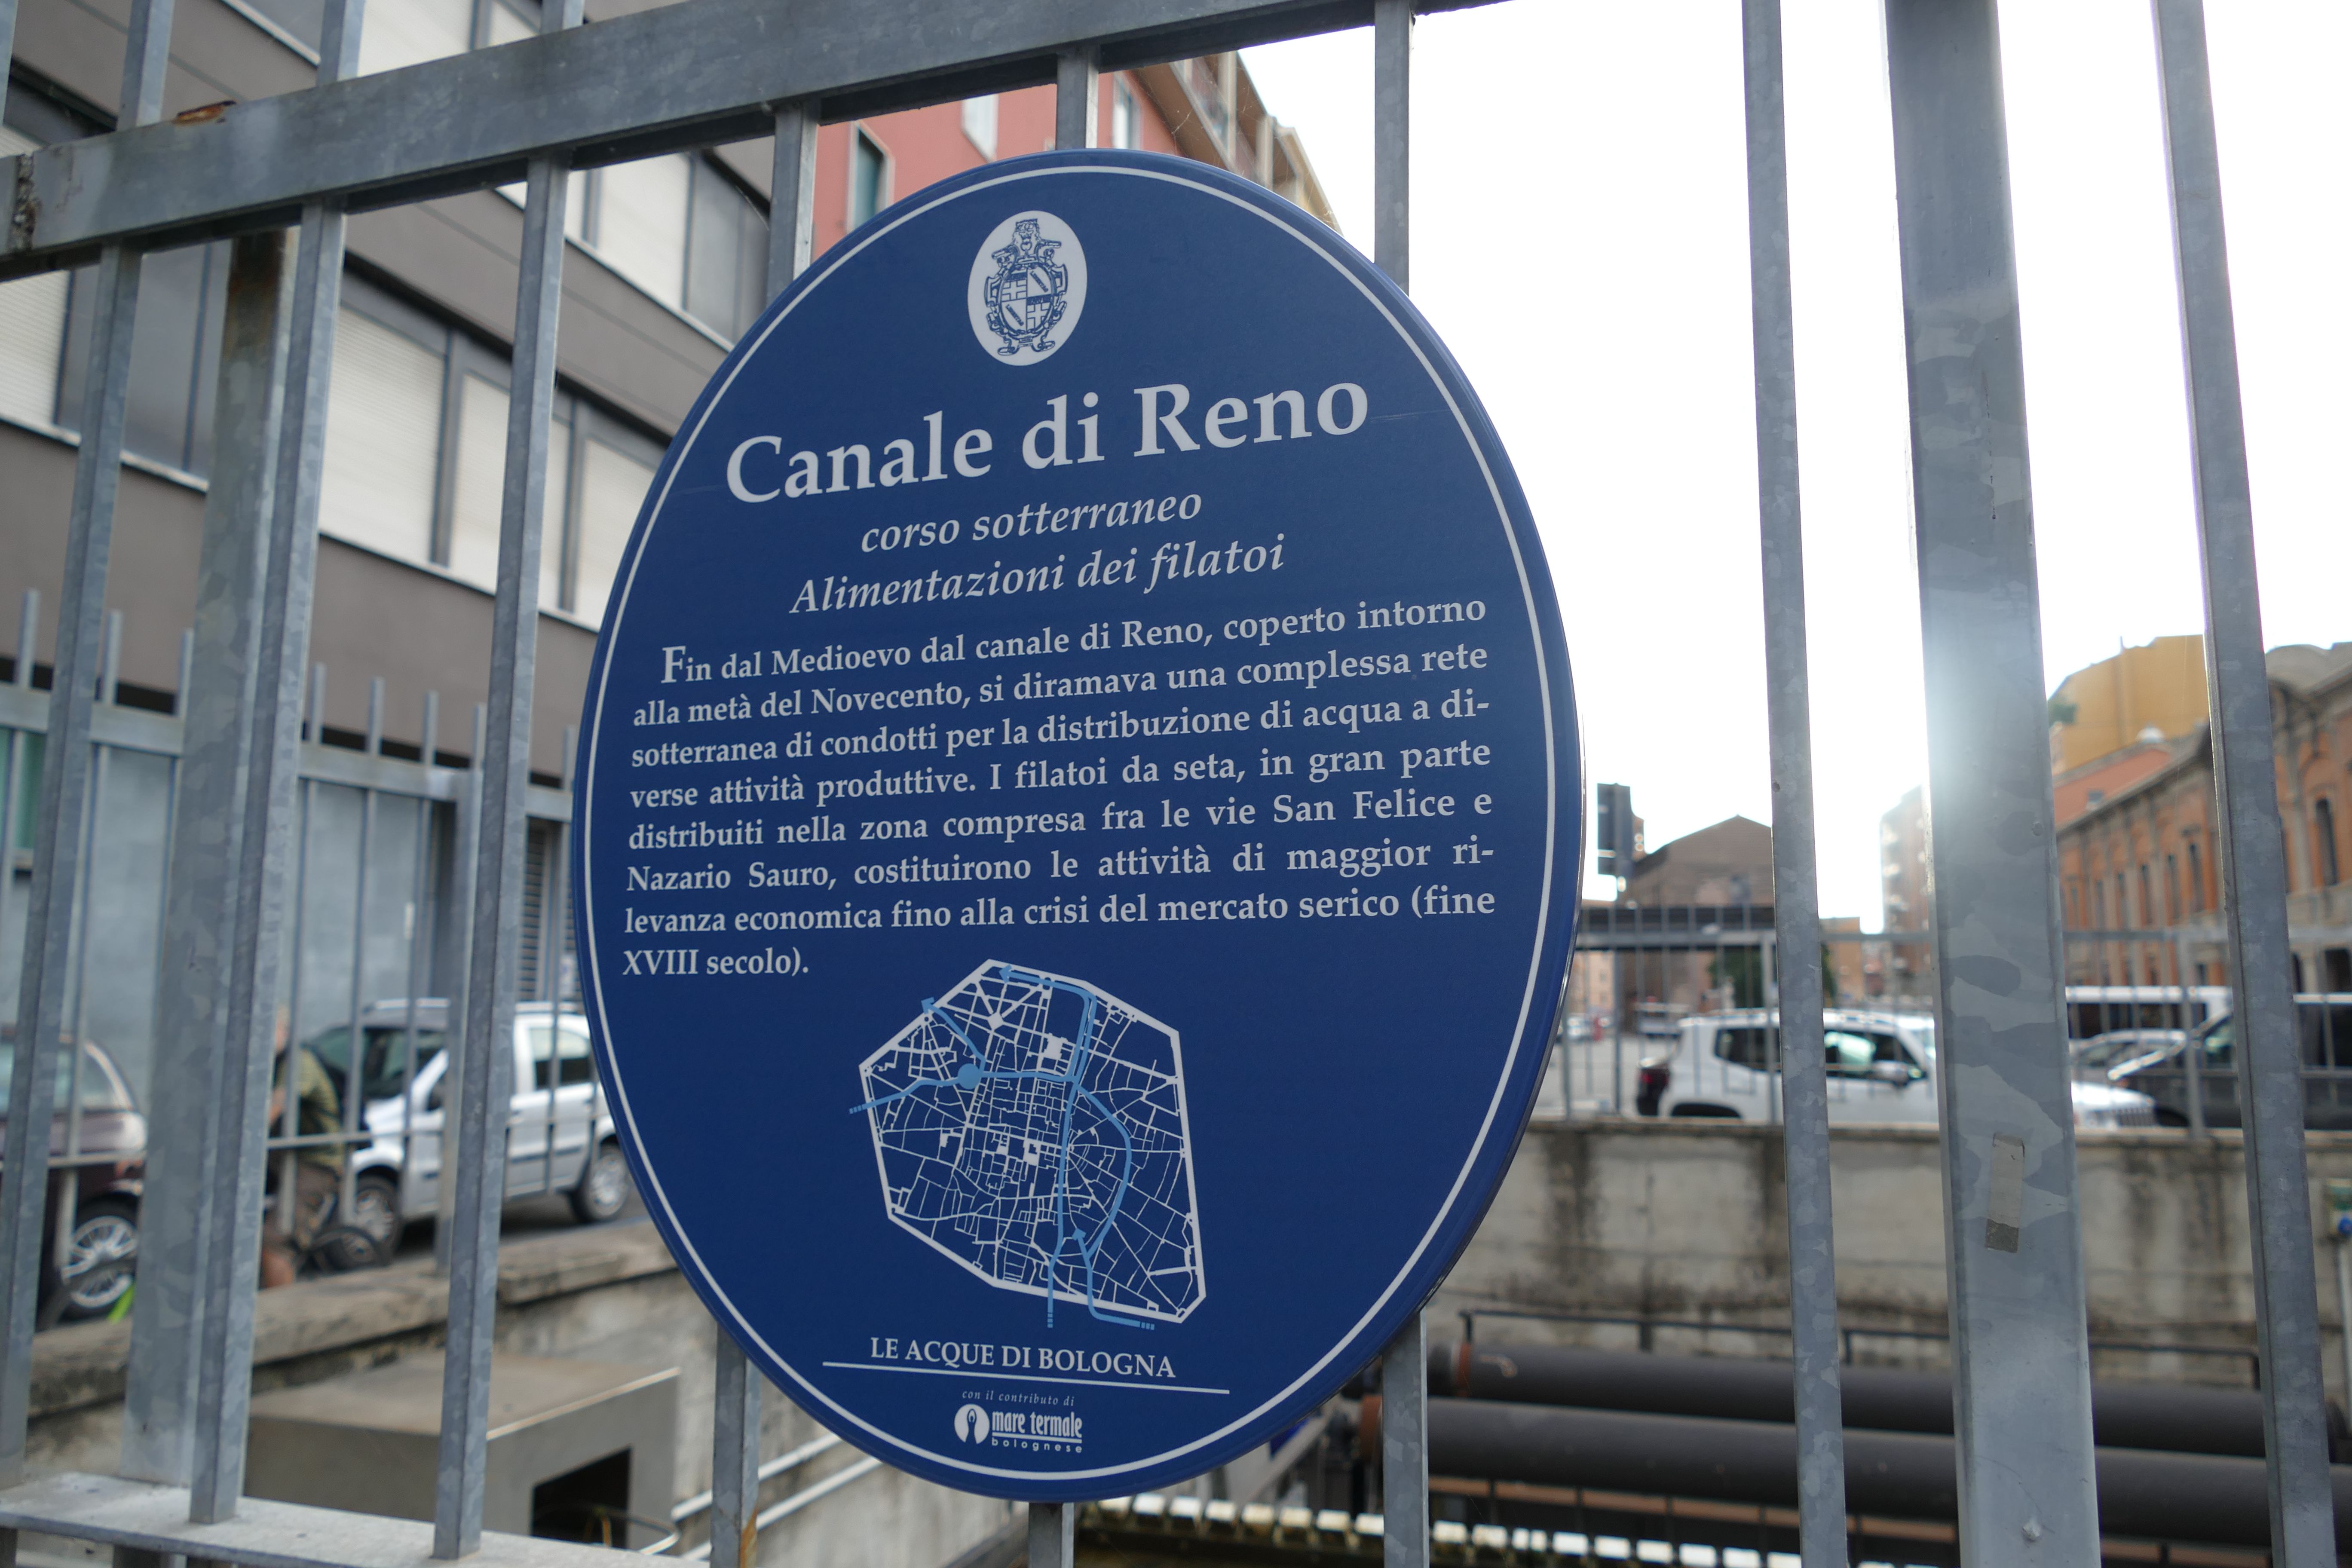 Canale di Reno
corso sotterraneo
Alimentazioni dei filatoi
Fin dal Medioevo dal canale di Reno, coperto intorno
alla metà del Novecento, si diramava una complessa rete
sotterranea di condotti per la distribuzione di acqua a di-
verse attività produttive. I filatoi da seta, in gran parte
distribuiti nella zona compresa fra le vie San Felice e
Nazario Sauro, costituirono le attività di maggior ri-
levanza economica fino alla crisi del mercato serico (fine
XVIII secolo).
LE ACQUE DI BOLOGNA
con il contributo di
mare termale
bolognese